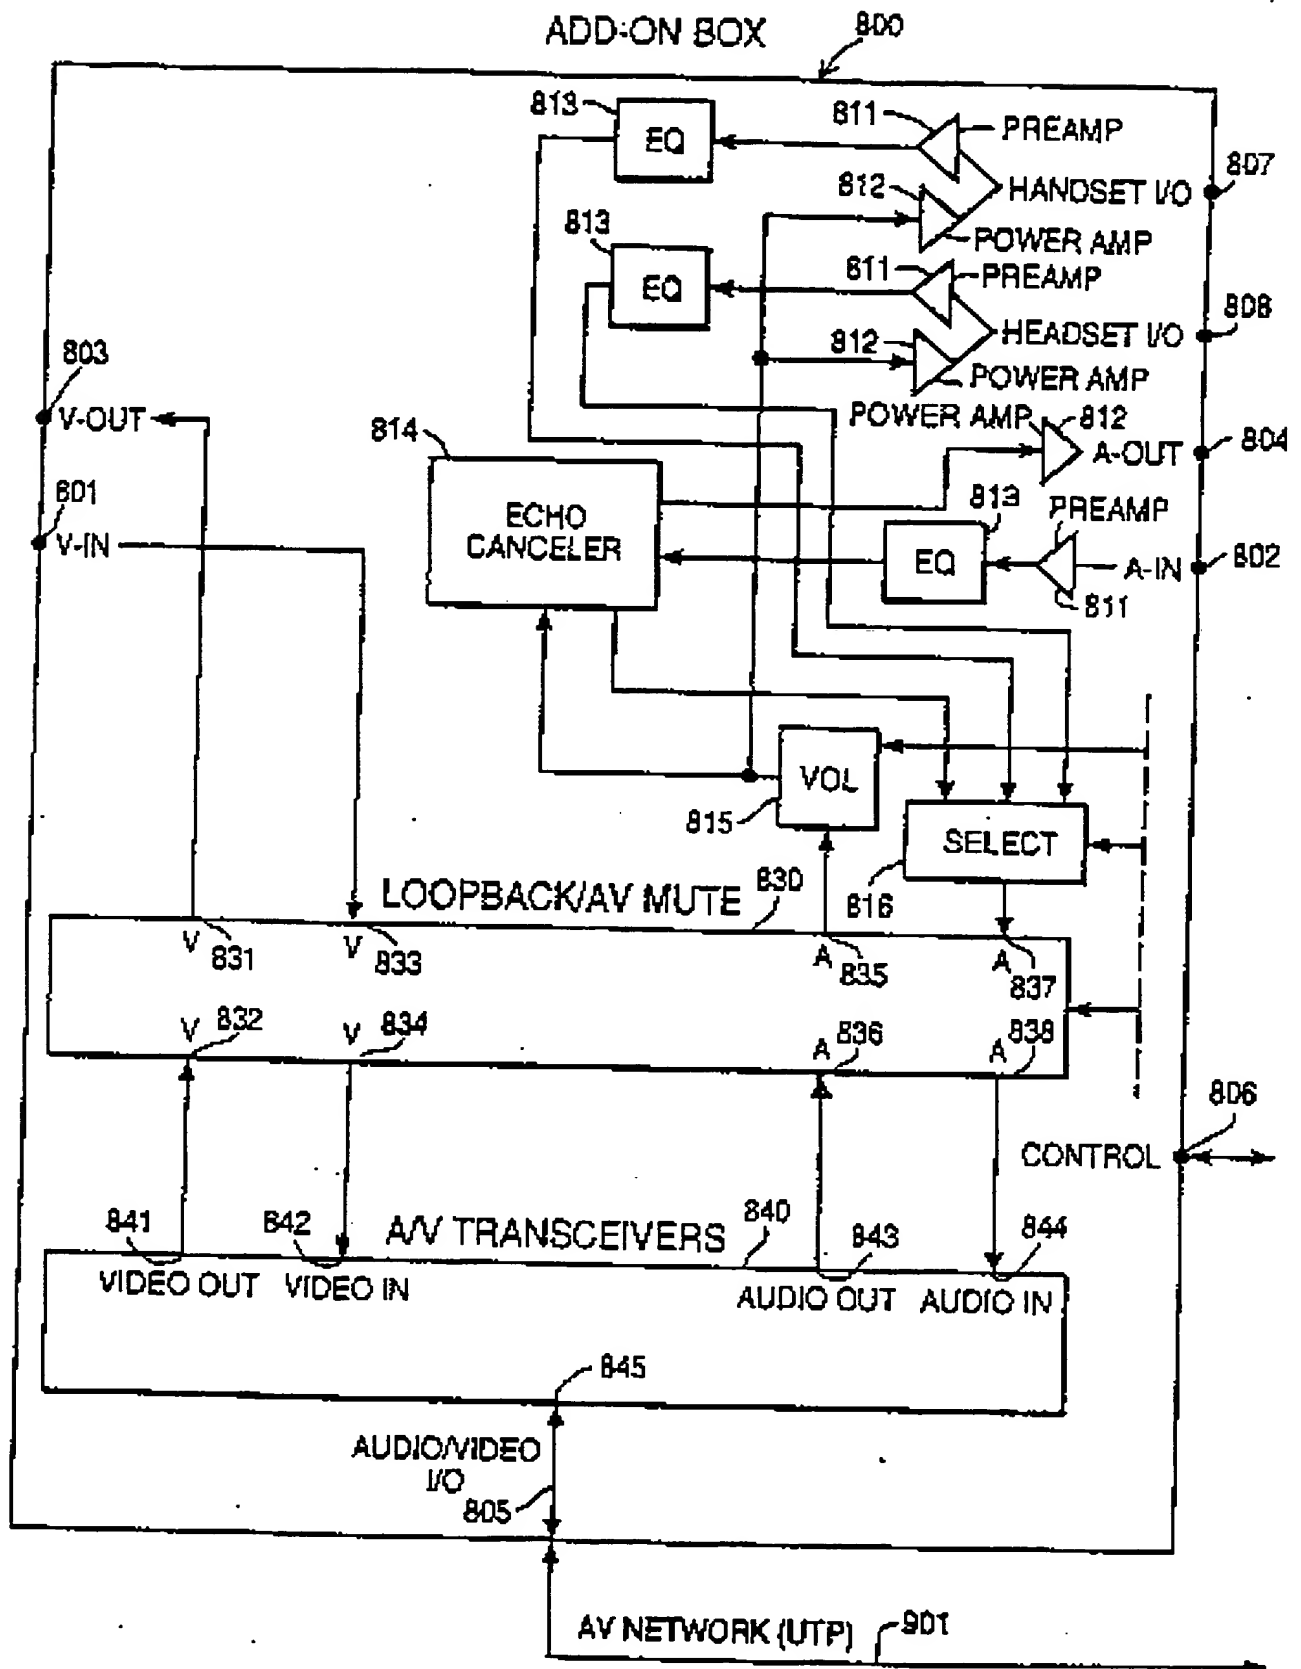 ADD-ON BOX
800
813
EQ
811
PREAMP
807
812
HANDSET I/O
POWER AMP
813
EQ
811
PREAMP
808
812
HEADSET I/O
POWER AMP
803
V-OUT
814
POWER AMP
812
A-OUT
804
801
V-IN
ECHO
CANCELER
813
EQ
PREAMP
A-IN
802
811
VOL
815
SELECT
816
LOOPBACK/AV MUTE
830
V
831
V
833
A
835
A
837
V
832
V
834
A
836
A
838
806
CONTROL
841
842
A/V TRANSCEIVERS
840
843
844
VIDEO OUT
VIDEO IN
AUDIO OUT
AUDIO IN
845
AUDIO/VIDEO
I/O
805
AV NETWORK (UTP)
901